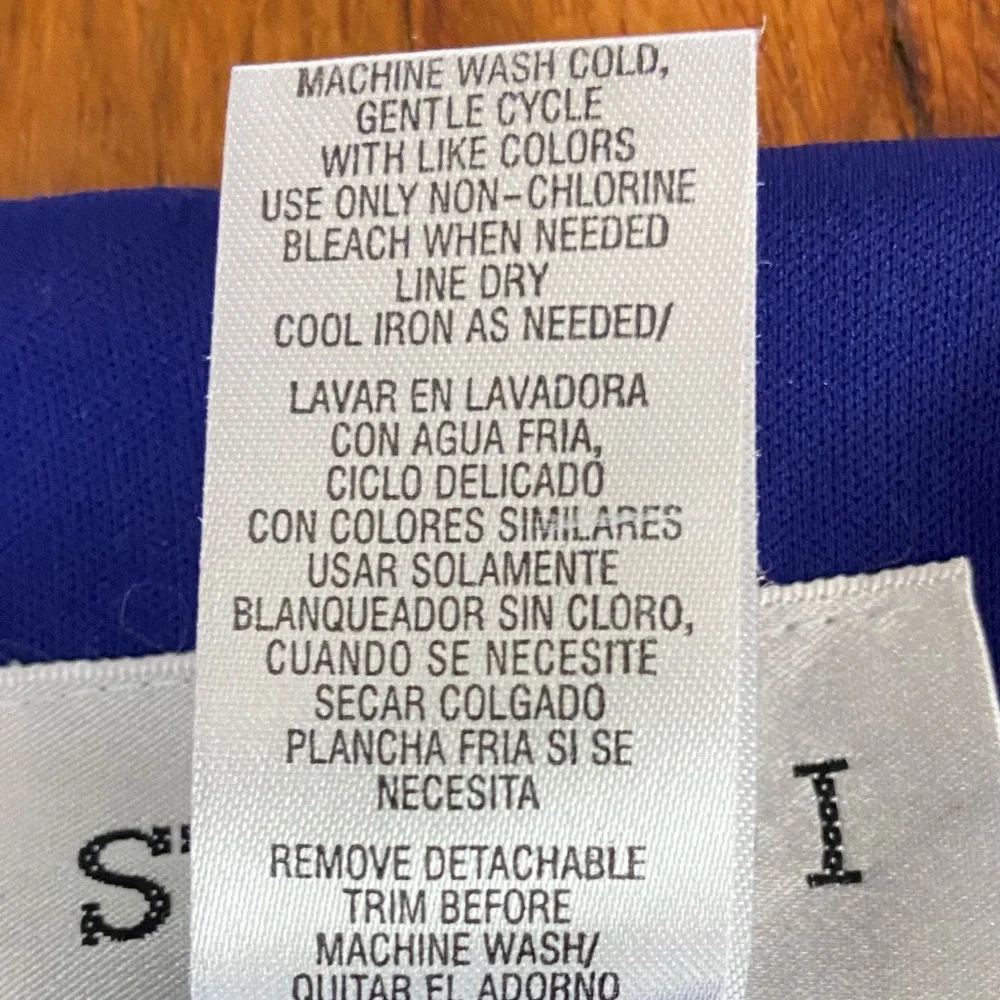 MACHINE WASH COLD,
GENTLE CYCLE
WITH LIKE COLORS
USE ONLY NON-CHLORINE
BLEACH WHEN NEEDED
LINE DRY
COOL IRON AS NEEDED/
LAVAR EN LAVADORA
CON AGUA FRIA,
CICLO DELICADO
CON COLORES SIMILARES
USAR SOLAMENTE
BLANQUEADOR SIN CLORO,
CUANDO SE NECESITE
SECAR COLGADO
PLANCHA FRIA SI SE
NECESITA
REMOVE DETACHABLE
TRIM BEFORE
MACHINE WASH/
QUITAR EL ADORNO